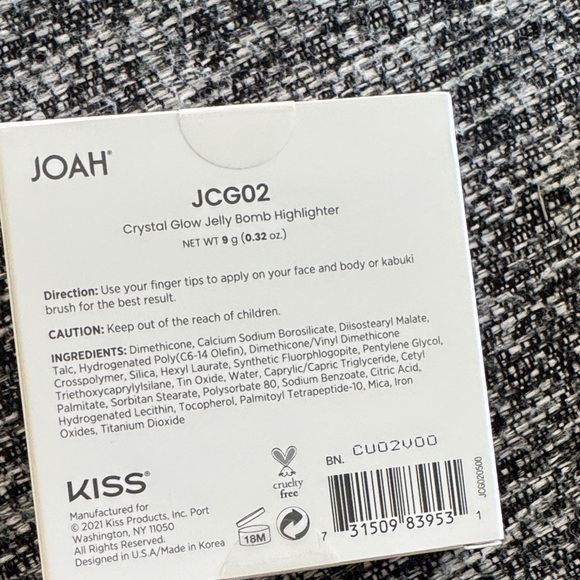 JOAH®
JCG02
Crystal Glow Jelly Bomb Highlighter
NET WT 9 g (0.32 oz.)
Direction: Use your finger tips to apply on your face and body or kabuki
brush for the best result.
CAUTION: Keep out of the reach of children.
INGREDIENTS: Dimethicone, Calcium Sodium Borosilicate, Diisostearyl Malate,
Talc, Hydrogenated Poly(C6-14 Olefin), Dimethicone/Vinyl Dimethicone
Crosspolymer, Silica, Hexyl Laurate, Synthetic Fluorphlogopite, Pentylene Glycol,
Triethoxycaprylylsilane, Tin Oxide, Water, Caprylic/Capric Triglyceride, Cetyl
Palmitate, Sorbitan Stearate, Polysorbate 80, Sodium Benzoate, Citric Acid,
Hydrogenated Lecithin, Tocopherol, Palmitoyl Tetrapeptide-10, Mica, Iron
Oxides, Titanium Dioxide
KISS®
Manufactured for
© 2021 Kiss Products, Inc. Port
Washington, NY 11050
All Rights Reserved.
Designed in U.S.A/Made in Korea
cruelty
free
18M
BN. CU02V00
7 31509 83953 1
JCG020500